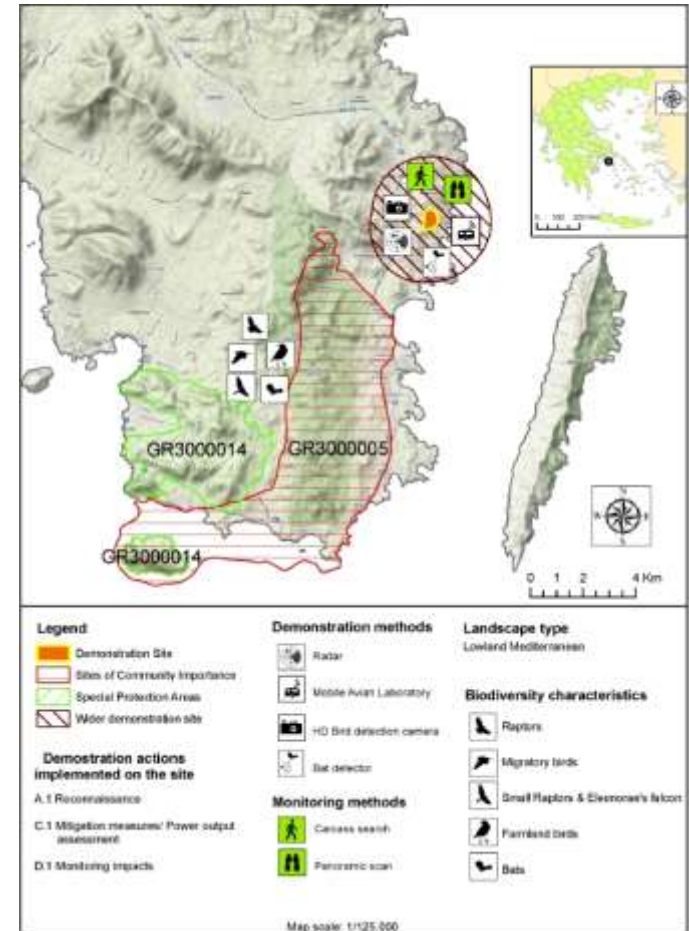 GR3000014
GR3000005
GR3000014
0 1 2 4 Km
Legend
Demonstration Site
Sites of Community Importance
Special Protection Areas
Wider demonstration site
Demostration actions
implemented on the site
A.1 Reconnaissance
C.1 Mitigation measures/ Power output
assessment
D.1 Monitoring impacts
Demonstration methods
Radar
Mobile Avian Laboratory
HD Bird detection camera
Bat detector
Monitoring methods
Carcass search
Panoramic scan
Landscape type
Lowland Mediterranean
Biodiversity characteristics
Raptors
Migratory birds
Small Raptors & Eleonorae's falcon
Farmland birds
Bats
Map scale: 1/125.000